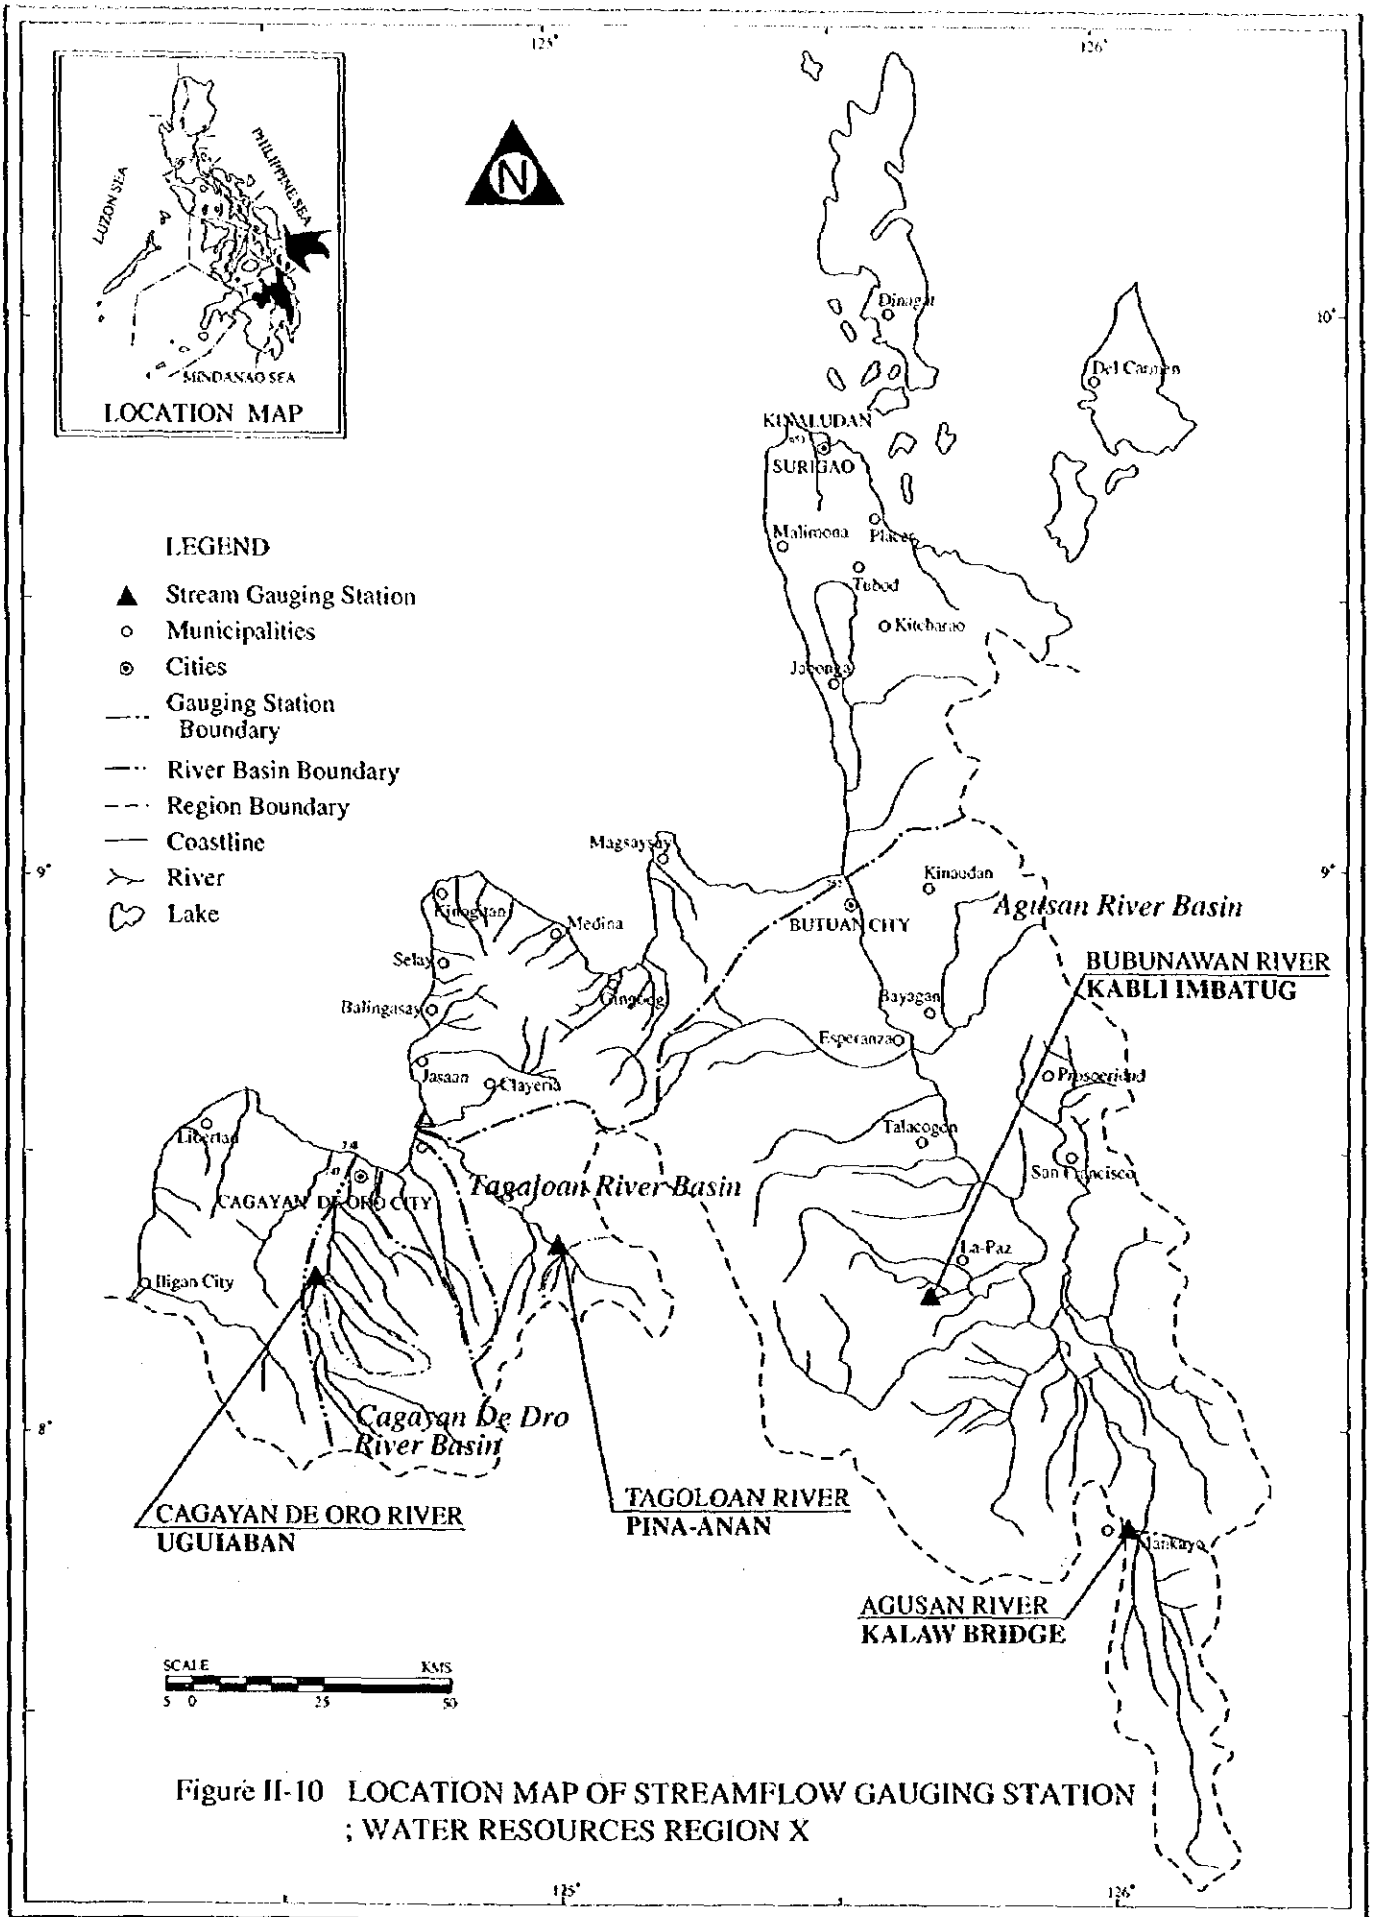 125°
126°
PHILIPPINE SEA
LUZON SEA
MINDANAO SEA
LOCATION MAP
N
Dinagat
10°
Del Carmen
SURIGAO
Malimona
Placer
Tubod
Kitcharao
Jabonga
LEGEND
Stream Gauging Station
Municipalities
Cities
Gauging Station
Boundary
River Basin Boundary
Region Boundary
Coastline
River
Lake
Magsaysay
9°
9°
Kinaudan
Kinogitan
Medina
BUTUAN CITY
Agusan River Basin
Selay
BUBUNAWAN RIVER
KABLI IMBATUG
Balingasay
Gingoog
Bayagan
Esperanza
Jasaan
Clayeria
Prosperidad
Libertad
Talacogon
San Francisco
Tagaloan River Basin
CAGAYAN DE ORO CITY
La-Paz
Iligan City
Cagayan De Dro
River Basin
8°
CAGAYAN DE ORO RIVER
UGUIABAN
TAGOLOAN RIVER
PINA-ANAN
AGUSAN RIVER
KALAW BRIDGE
SCALE KMS
5 0 25 50
Figure II-10 LOCATION MAP OF STREAMFLOW GAUGING STATION
; WATER RESOURCES REGION X
125°
126°